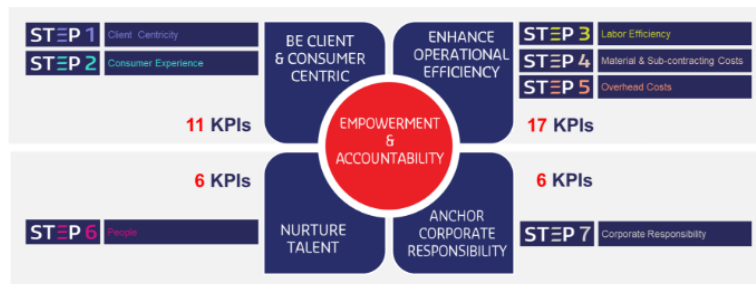 STEP 1 Client Centricity
STEP 2 Consumer Experience
BE CLIENT
& CONSUMER
CENTRIC
11 KPIs
ENHANCE
OPERATIONAL
EFFICIENCY
STEP 3 Labor Efficiency
STEP 4 Material & Sub-contracting Costs
STEP 5 Overhead Costs
17 KPIs
EMPOWERMENT
&
ACCOUNTABILITY
6 KPIs
STEP 6 People
NURTURE
TALENT
6 KPIs
ANCHOR
CORPORATE
RESPONSIBILITY
STEP 7 Corporate Responsibility